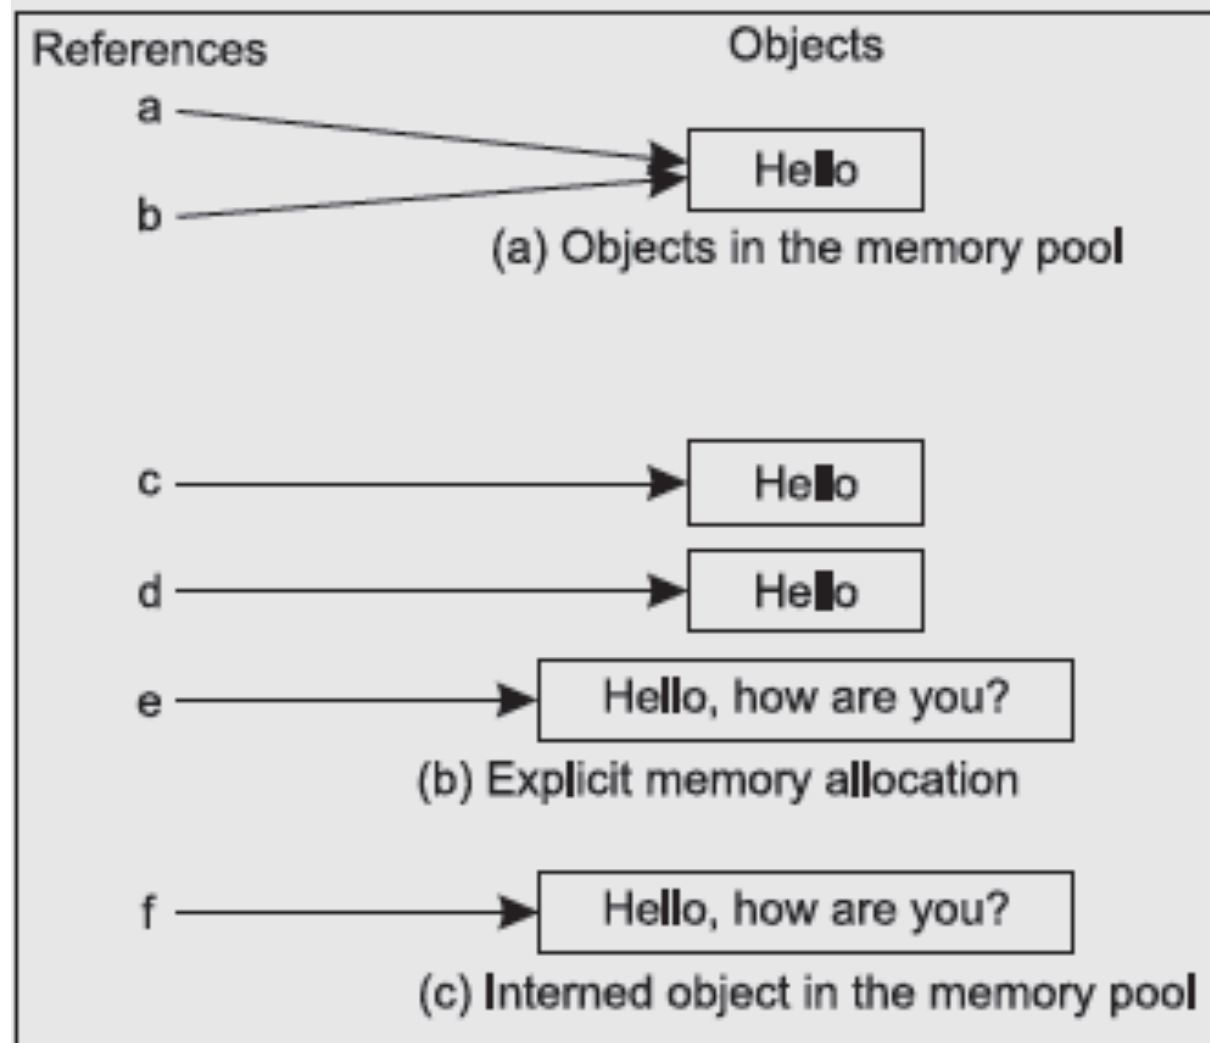 References Objects
a
Hello
b
(a) Objects in the memory pool
c Hello
d Hello
e Hello, how are you?
(b) Explicit memory allocation
f Hello, how are you?
(c) Interned object in the memory pool